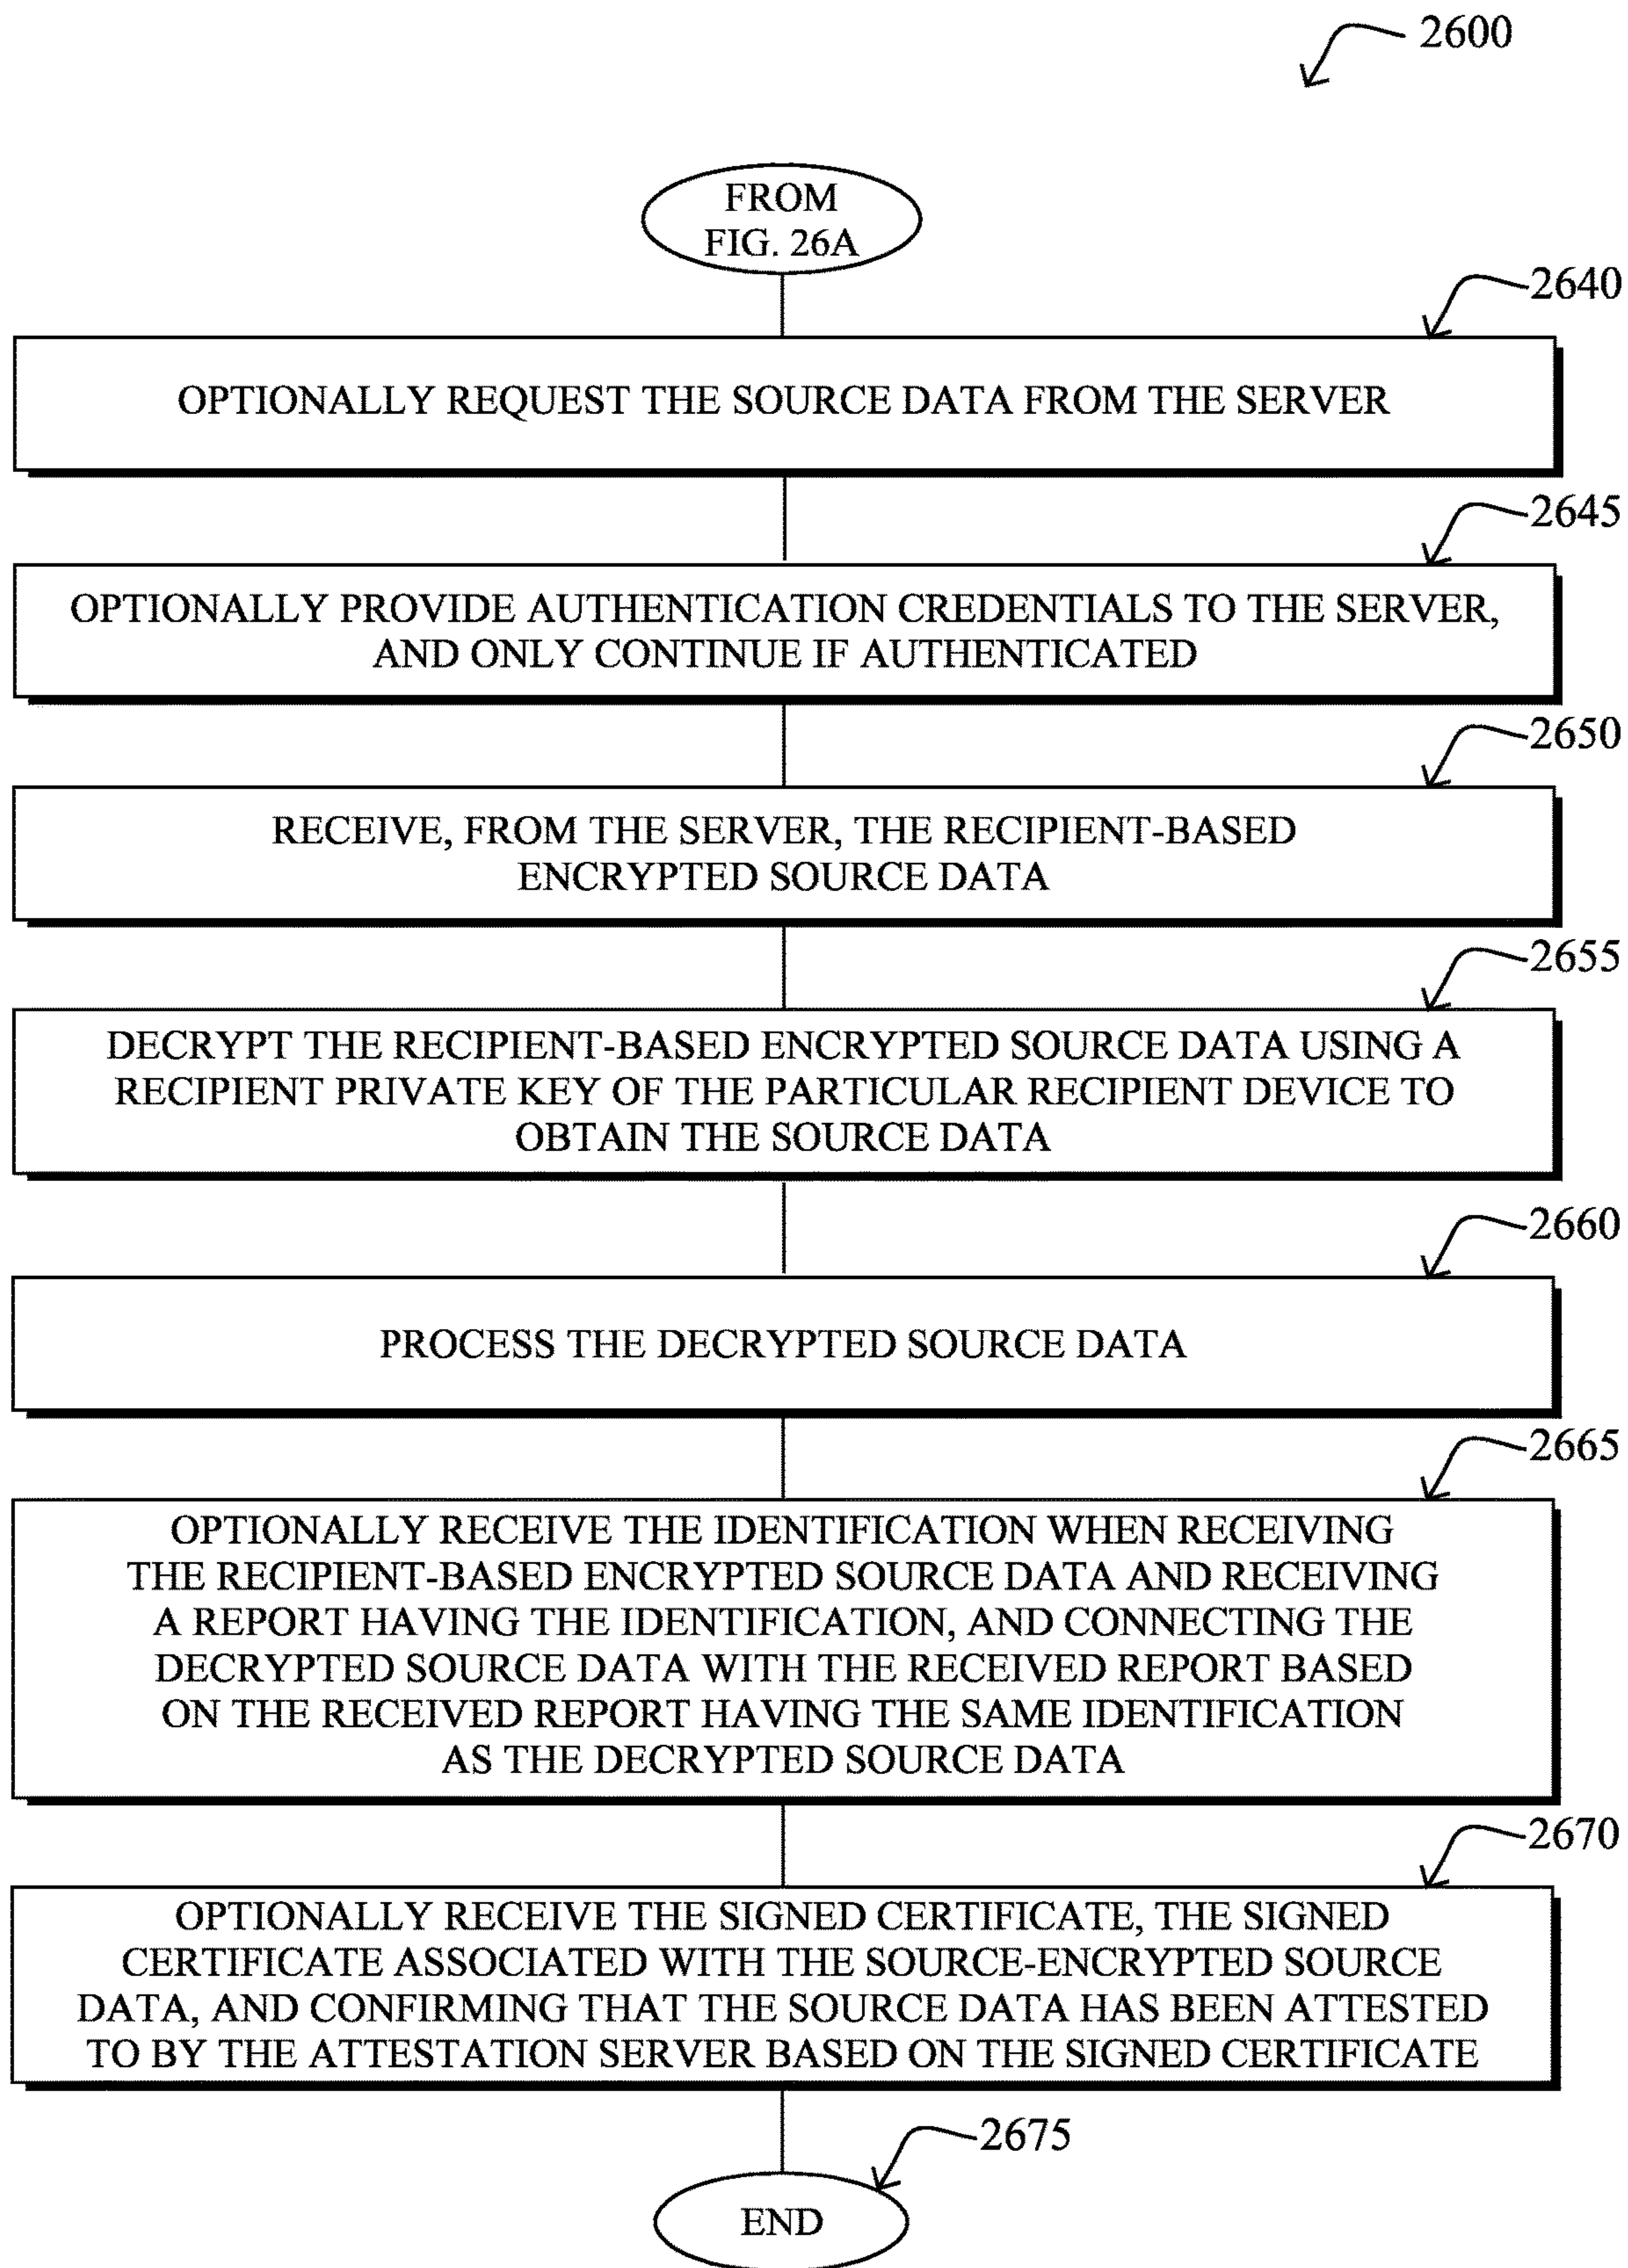 2600
FROM
FIG. 26A
2640
OPTIONALLY REQUEST THE SOURCE DATA FROM THE SERVER
2645
OPTIONALLY PROVIDE AUTHENTICATION CREDENTIALS TO THE SERVER,
AND ONLY CONTINUE IF AUTHENTICATED
2650
RECEIVE, FROM THE SERVER, THE RECIPIENT-BASED
ENCRYPTED SOURCE DATA
2655
DECRYPT THE RECIPIENT-BASED ENCRYPTED SOURCE DATA USING A
RECIPIENT PRIVATE KEY OF THE PARTICULAR RECIPIENT DEVICE TO
OBTAIN THE SOURCE DATA
2660
PROCESS THE DECRYPTED SOURCE DATA
2665
OPTIONALLY RECEIVE THE IDENTIFICATION WHEN RECEIVING
THE RECIPIENT-BASED ENCRYPTED SOURCE DATA AND RECEIVING
A REPORT HAVING THE IDENTIFICATION, AND CONNECTING THE
DECRYPTED SOURCE DATA WITH THE RECEIVED REPORT BASED
ON THE RECEIVED REPORT HAVING THE SAME IDENTIFICATION
AS THE DECRYPTED SOURCE DATA
2670
OPTIONALLY RECEIVE THE SIGNED CERTIFICATE, THE SIGNED
CERTIFICATE ASSOCIATED WITH THE SOURCE-ENCRYPTED SOURCE
DATA, AND CONFIRMING THAT THE SOURCE DATA HAS BEEN ATTESTED
TO BY THE ATTESTATION SERVER BASED ON THE SIGNED CERTIFICATE
2675
END